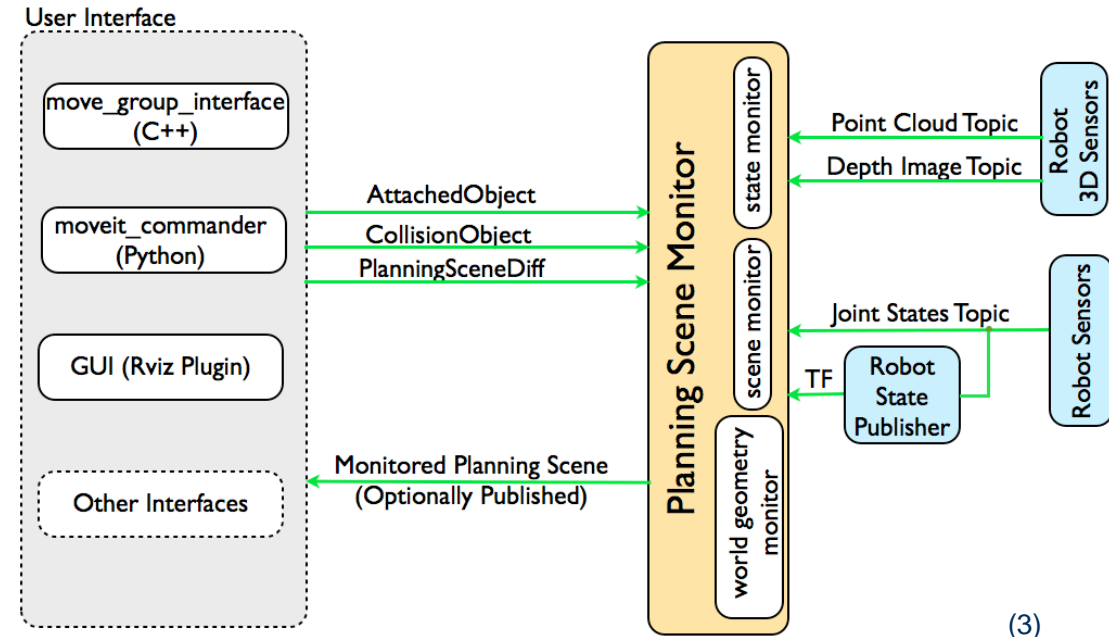 User Interface
move_group_interface
(C++)
moveit_commander
(Python)
GUI (Rviz Plugin)
Other Interfaces
AttachedObject
CollisionObject
PlanningSceneDiff
Monitored Planning Scene
(Optionally Published)
Planning Scene Monitor
state monitor
scene monitor
world geometry
monitor
Point Cloud Topic
Depth Image Topic
Joint States Topic
TF
Robot
State
Publisher
Robot
3D Sensors
Robot Sensors
(3)